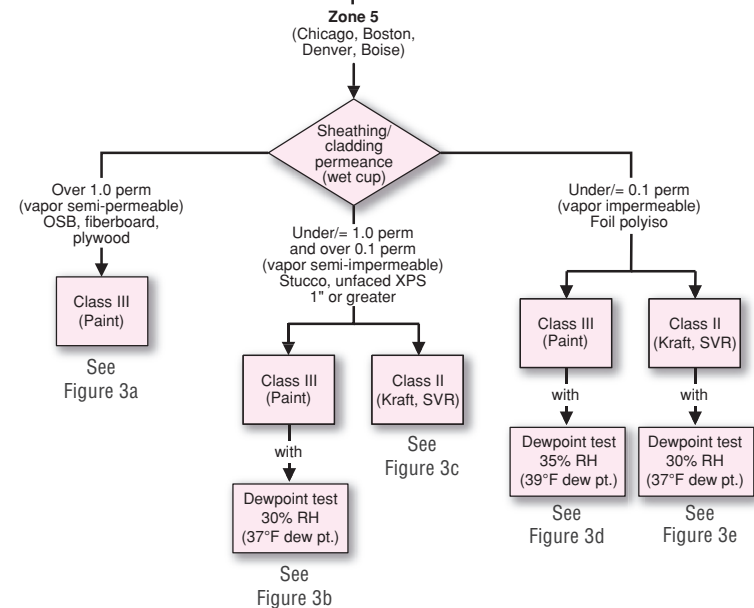 Zone 5
(Chicago, Boston,
Denver, Boise)
Sheathing/
cladding
permeance
(wet cup)
Over 1.0 perm
(vapor semi-permeable)
OSB, fiberboard,
plywood
Class III
(Paint)
See
Figure 3a
Under/= 1.0 perm
and over 0.1 perm
(vapor semi-impermeable)
Stucco, unfaced XPS
1" or greater
Class III
(Paint)
with
Dewpoint test
30% RH
(37°F dew pt.)
See
Figure 3b
Class II
(Kraft, SVR)
See
Figure 3c
Under/= 0.1 perm
(vapor impermeable)
Foil polyiso
Class III
(Paint)
with
Dewpoint test
35% RH
(39°F dew pt.)
See
Figure 3d
Class II
(Kraft, SVR)
with
Dewpoint test
30% RH
(37°F dew pt.)
See
Figure 3e